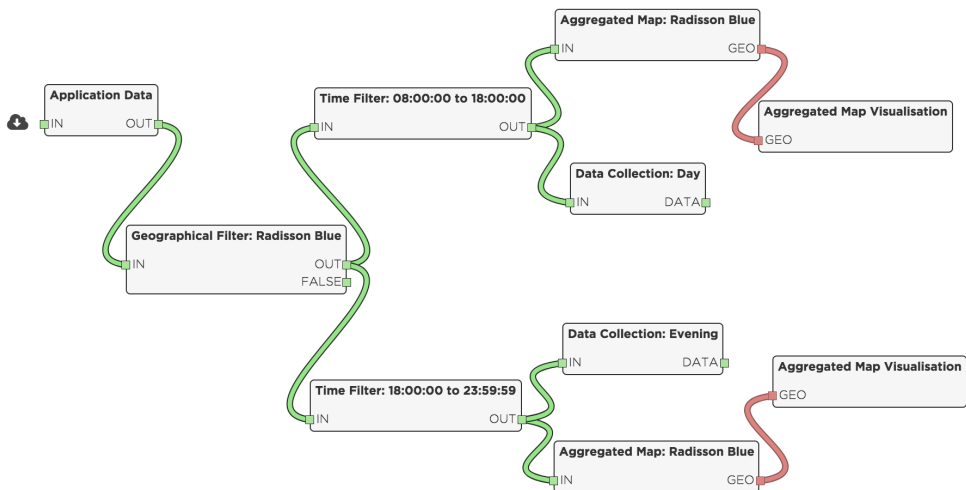 Aggregated Map: Radisson Blue
IN GEO
Application Data
IN OUT
Time Filter: 08:00:00 to 18:00:00
IN OUT
Aggregated Map Visualisation
GEO
Data Collection: Day
IN DATA
Geographical Filter: Radisson Blue
IN OUT
FALSE
Data Collection: Evening
IN DATA
Aggregated Map Visualisation
GEO
Time Filter: 18:00:00 to 23:59:59
IN OUT
Aggregated Map: Radisson Blue
IN GEO